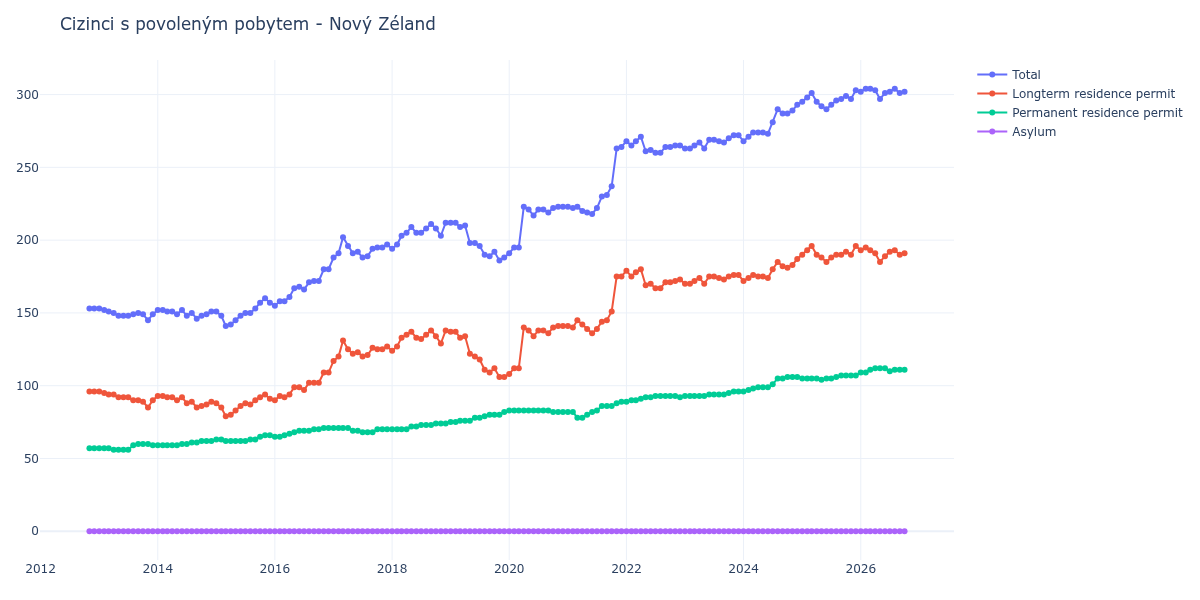 Cizinci s povoleným pobytem - Nový Zéland
Total
Longterm residence permit
Permanent residence permit
Asylum
300
250
200
150
100
50
0
2012 2014 2016 2018 2020 2022 2024 2026